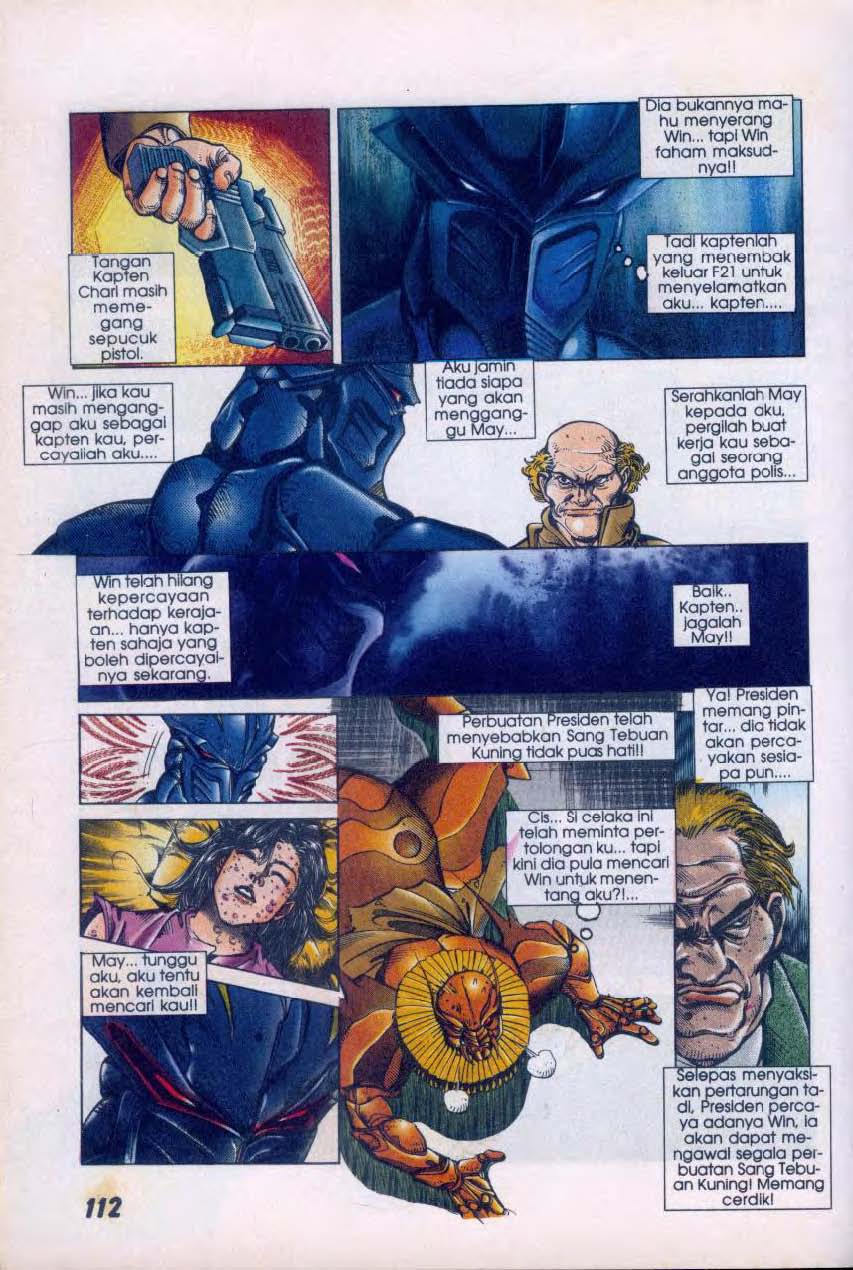 Tangan
Kapten
Chari masih
meme-
gang
sepucuk
pistol.
Dia bukannya ma-
hu menyerang
Win... tapi Win
faham maksud-
nya!!
Tadi kaptenlah
yang menembak
keluar F21 untuk
menyelamatkan
aku... kapten....
Win... jika kau
masih mengang-
gap aku sebagai
kapten kau, per-
cayailah aku....
Aku jamin
tiada siapa
yang akan
menggang-
gu May...
Serahkanlah May
kepada aku,
pergilah buat
kerja kau seba-
gai seorang
anggota polis...
Win telah hilang
kepercayaan
terhadap keraja-
an... hanya kap-
ten sahaja yang
boleh dipercayai-
nya sekarang.
Baik..
Kapten..
jagalah
May!!
May... tunggu
aku, aku tentu
akan kembali
mencari kau!!
Perbuatan Presiden telah
menyebabkan Sang Tebuan
Kuning tidak puas hati!!
Cis... Si celaka ini
telah meminta per-
tolongan ku... tapi
kini dia pula mencari
Win untuk menen-
tang aku?!...
Ya! Presiden
memang pin-
tar... dia tidak
akan perca-
yakan sesia-
pa pun....
Selepas menyaksi-
kan pertarungan ta-
di, Presiden perca-
ya adanya Win, ia
akan dapat me-
ngawal segala per-
buatan Sang Tebu-
an Kuning! Memang
cerdik!
112